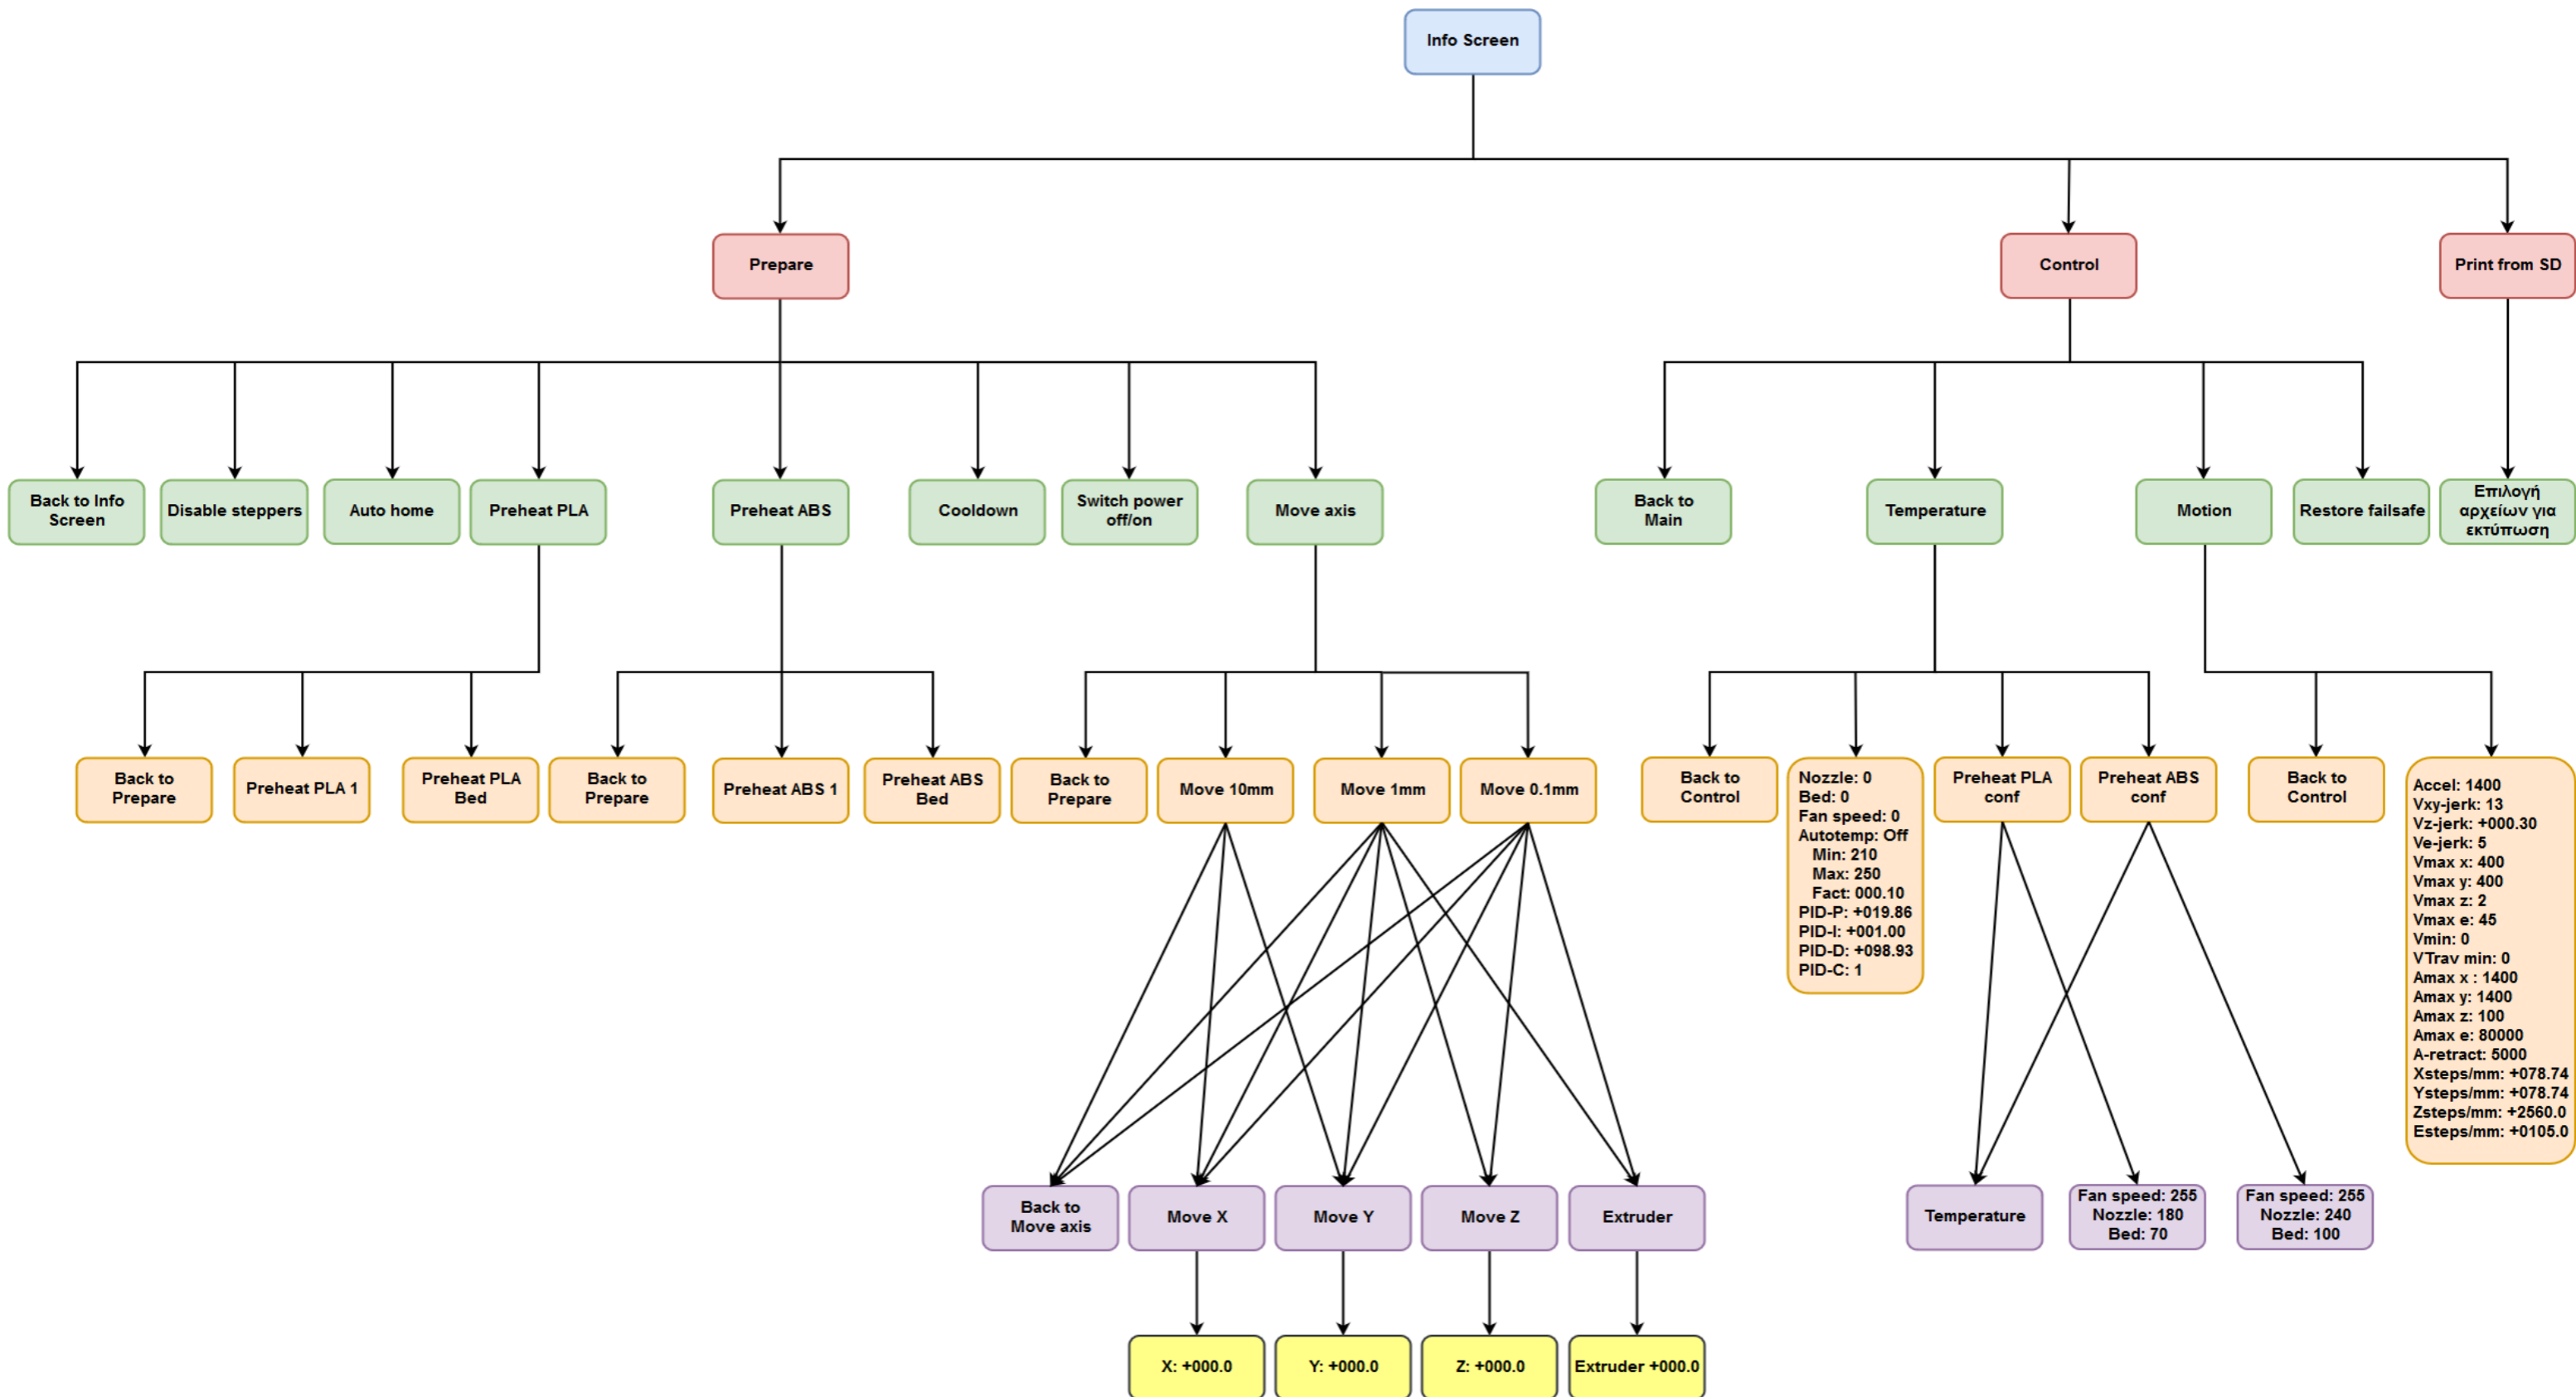 Info Screen
Prepare
Control
Print from SD
Back to Info
Screen
Disable steppers
Auto home
Preheat PLA
Preheat ABS
Cooldown
Switch power
off/on
Move axis
Back to
Main
Temperature
Motion
Restore failsafe
Επιλογή
αρχείων για
εκτύπωση
Back to
Prepare
Preheat PLA 1
Preheat PLA
Bed
Back to
Prepare
Preheat ABS 1
Preheat ABS
Bed
Back to
Prepare
Move 10mm
Move 1mm
Move 0.1mm
Back to
Control
Nozzle: 0
Bed: 0
Fan speed: 0
Autotemp: Off
Min: 210
Max: 250
Fact: 000.10
PID-P: +019.86
PID-I: +001.00
PID-D: +098.93
PID-C: 1
Preheat PLA
conf
Preheat ABS
conf
Back to
Control
Accel: 1400
Vxy-jerk: 13
Vz-jerk: +000.30
Ve-jerk: 5
Vmax x: 400
Vmax y: 400
Vmax z: 2
Vmax e: 45
Vmin: 0
VTrav min: 0
Amax x : 1400
Amax y: 1400
Amax z: 100
Amax e: 80000
A-retract: 5000
Xsteps/mm: +078.74
Ysteps/mm: +078.74
Zsteps/mm: +2560.0
Esteps/mm: +0105.0
Back to
Move axis
Move X
Move Y
Move Z
Extruder
Temperature
Fan speed: 255
Nozzle: 180
Bed: 70
Fan speed: 255
Nozzle: 240
Bed: 100
X: +000.0
Y: +000.0
Z: +000.0
Extruder +000.0